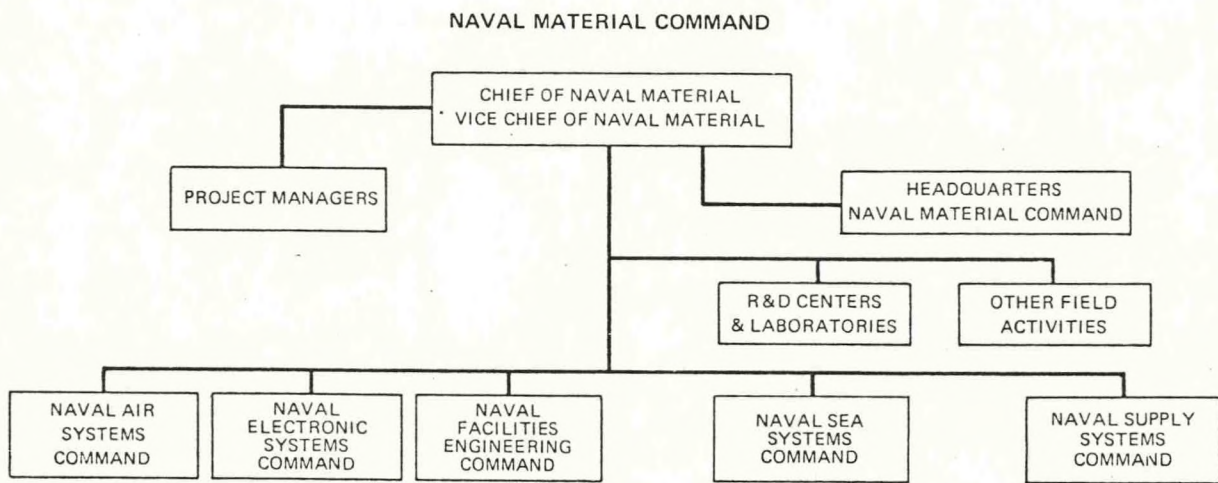 NAVAL MATERIAL COMMAND
CHIEF OF NAVAL MATERIAL
VICE CHIEF OF NAVAL MATERIAL
PROJECT MANAGERS
HEADQUARTERS
NAVAL MATERIAL COMMAND
R&D CENTERS
& LABORATORIES
OTHER FIELD
ACTIVITIES
NAVAL AIR
SYSTEMS
COMMAND
NAVAL
ELECTRONIC
SYSTEMS
COMMAND
NAVAL
FACILITIES
ENGINEERING
COMMAND
NAVAL SEA
SYSTEMS
COMMAND
NAVAL SUPPLY
SYSTEMS
COMMAND